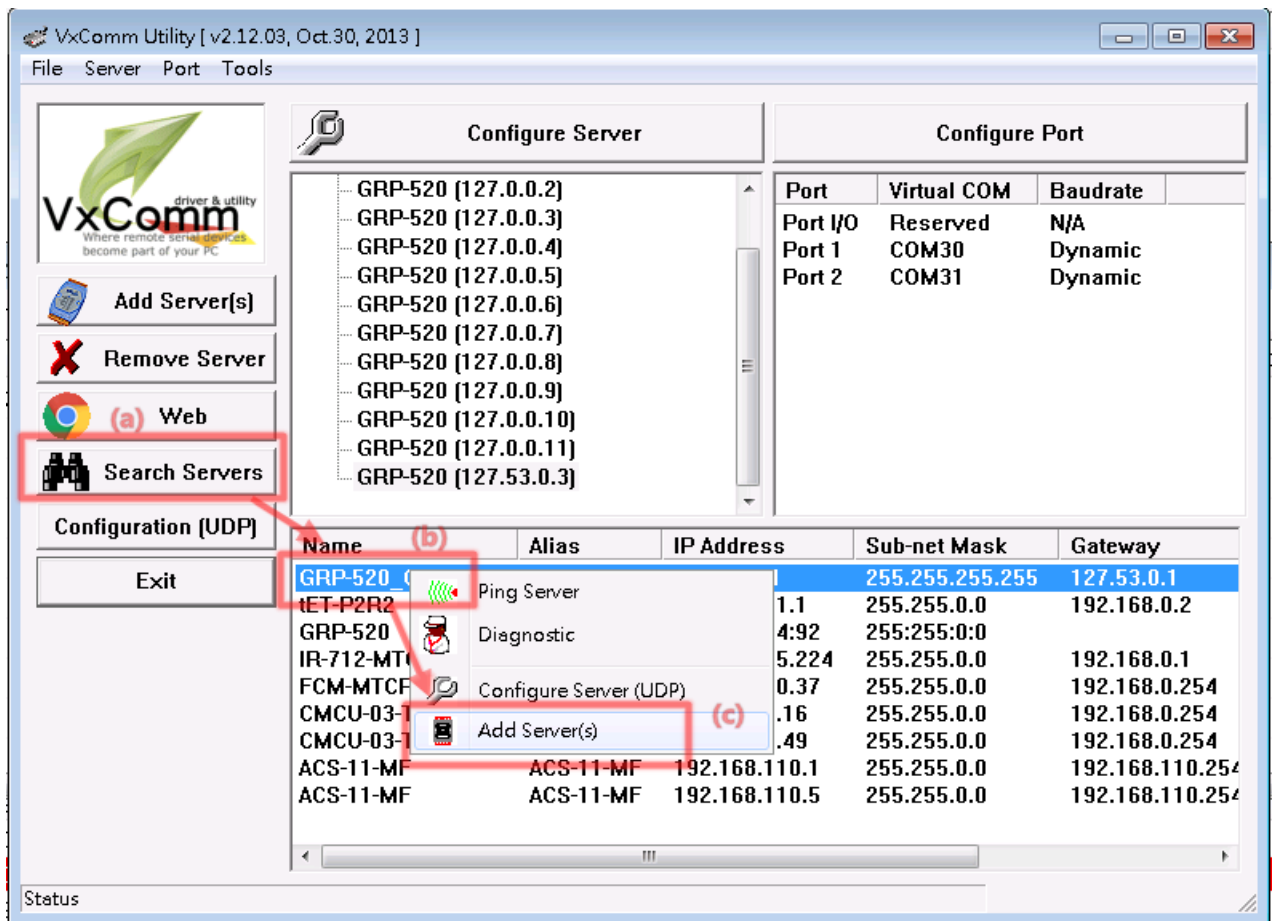 VxComm Utility [ v2.12.03, Oct.30, 2013 ]
File Server Port Tools
driver & utility
VxComm
Where remote serial devices
become part of your PC
Add Server(s)
Remove Server
(a) Web
Search Servers
Configuration (UDP)
Exit
Configure Server
GRP-520 (127.0.0.2)
GRP-520 (127.0.0.3)
GRP-520 (127.0.0.4)
GRP-520 (127.0.0.5)
GRP-520 (127.0.0.6)
GRP-520 (127.0.0.7)
GRP-520 (127.0.0.8)
GRP-520 (127.0.0.9)
GRP-520 (127.0.0.10)
GRP-520 (127.0.0.11)
GRP-520 (127.53.0.3)
Configure Port
Port Virtual COM Baudrate
Port I/O Reserved N/A
Port 1 COM30 Dynamic
Port 2 COM31 Dynamic
(b)
Name Alias IP Address Sub-net Mask Gateway
GRP-520_ 255.255.255.255 127.53.0.1
tET-P2R2 1.1 255.255.0.0 192.168.0.2
GRP-520 4:92 255:255:0:0
IR-712-MT 5.224 255.255.0.0 192.168.0.1
FCM-MTCP 0.37 255.255.0.0 192.168.0.254
CMCU-03-T .16 255.255.0.0 192.168.0.254
CMCU-03-T .49 255.255.0.0 192.168.0.254
ACS-11-MF ACS-11-MF 192.168.110.1 255.255.0.0 192.168.110.254
ACS-11-MF ACS-11-MF 192.168.110.5 255.255.0.0 192.168.110.254
Ping Server
Diagnostic
Configure Server (UDP)
Add Server(s)
(c)
Status